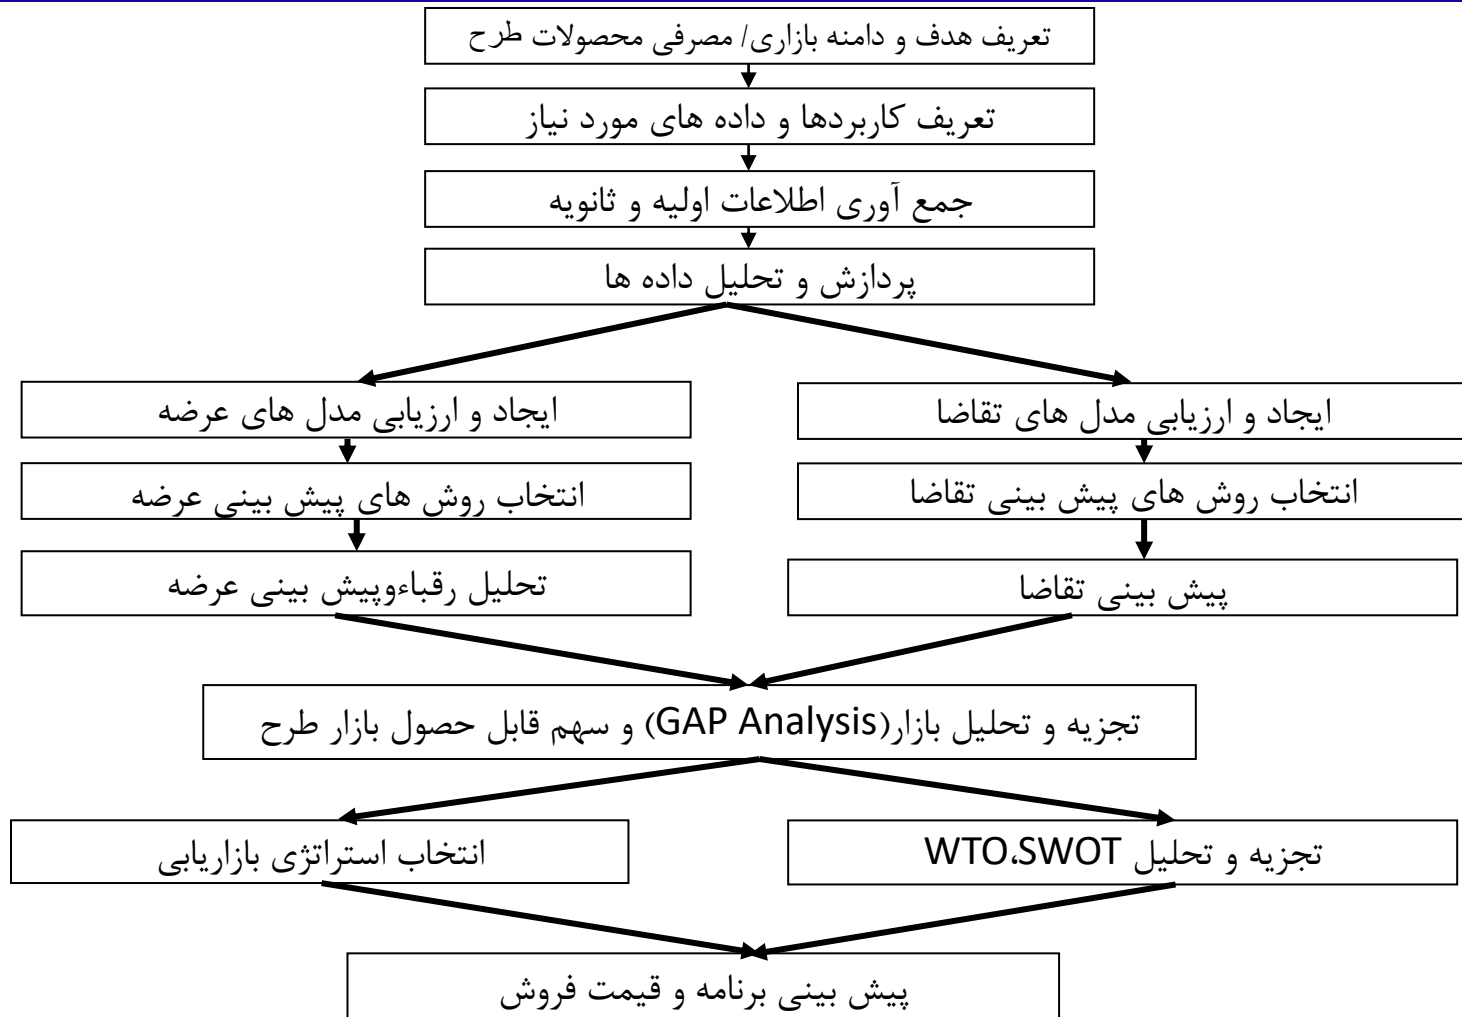 تعریف هدف و دامنه بازاری/ مصرفی محصولات طرح
تعریف کاربردها و داده های مورد نیاز
جمع آوری اطلاعات اولیه و ثانویه
پردازش و تحلیل داده ها
ایجاد و ارزیابی مدل های تقاضا
ایجاد و ارزیابی مدل های عرضه
انتخاب روش های پیش بینی تقاضا
انتخاب روش های پیش بینی عرضه
پیش بینی تقاضا
تحلیل رقباءوپیش بینی عرضه
تجزیه و تحلیل بازار(GAP Analysis) و سهم قابل حصول بازار طرح
تجزیه و تحلیل WTO،SWOT
انتخاب استراتژی بازاریابی
پیش بینی برنامه و قیمت فروش